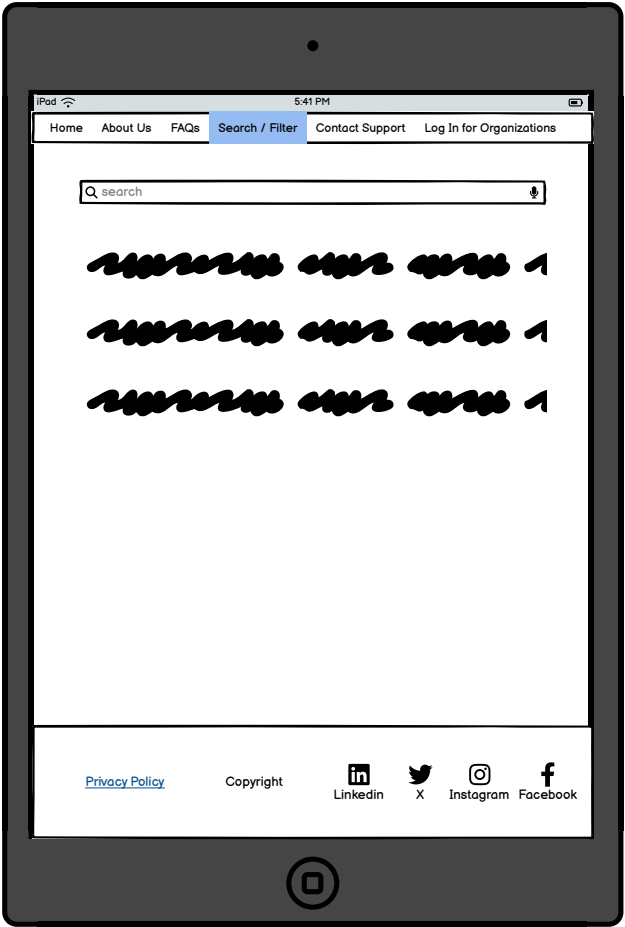 iPad 5:41 PM
Home About Us FAQs Search / Filter Contact Support Log In for Organizations
search
Privacy Policy Copyright Linkedin X Instagram Facebook